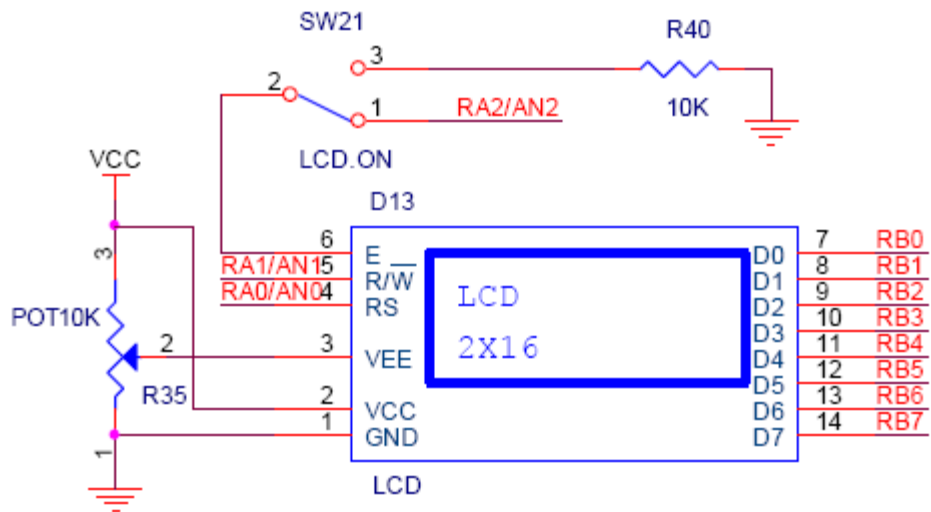 SW21
R40
3
2
1
RA2/AN2
10K
LCD.ON
VCC
D13
6
E
D0
7
RB0
RA1/AN1
5
R/W
D1
8
RB1
RA0/AN0
4
RS
LCD
D2
9
RB2
3
D3
10
RB3
POT10K
2
3
VEE
2X16
D4
11
RB4
D5
12
RB5
R35
2
VCC
D6
13
RB6
1
GND
D7
14
RB7
1
LCD